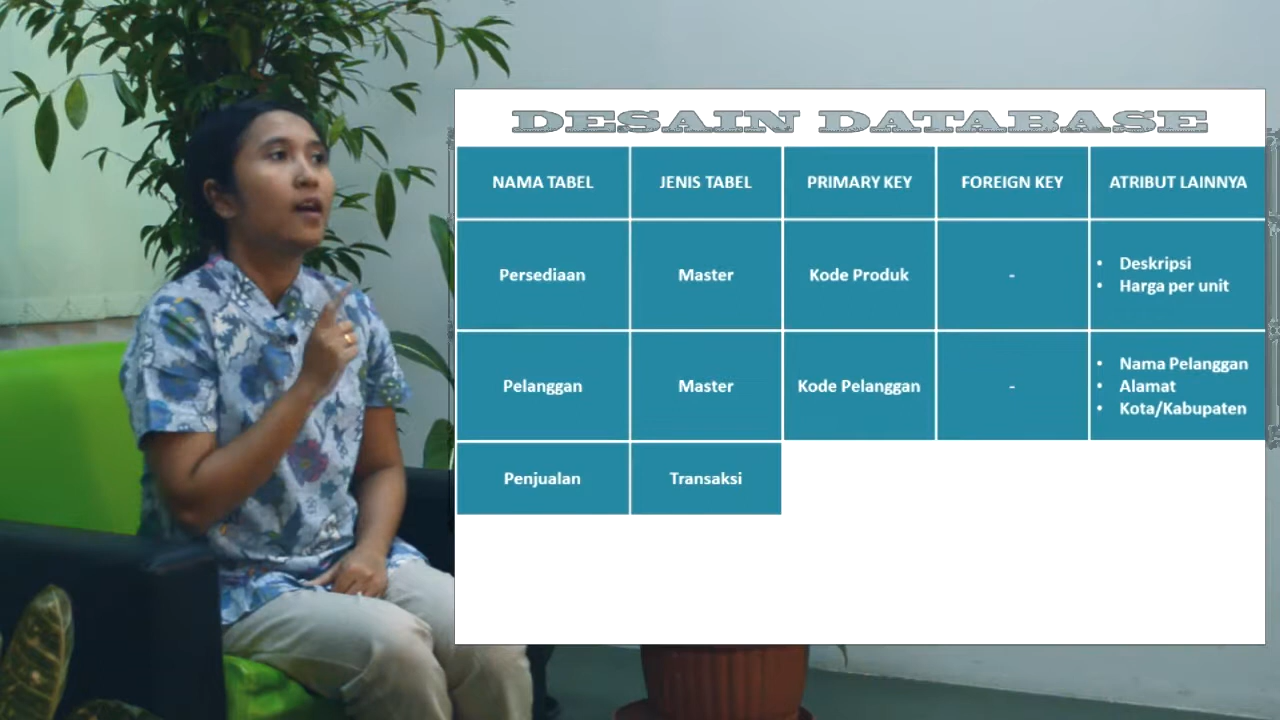 DESAIN DATABASE
NAMA TABEL JENIS TABEL PRIMARY KEY FOREIGN KEY ATRIBUT LAINNYA
Persediaan Master Kode Produk - • Deskripsi
• Harga per unit
Pelanggan Master Kode Pelanggan - • Nama Pelanggan
• Alamat
• Kota/Kabupaten
Penjualan Transaksi